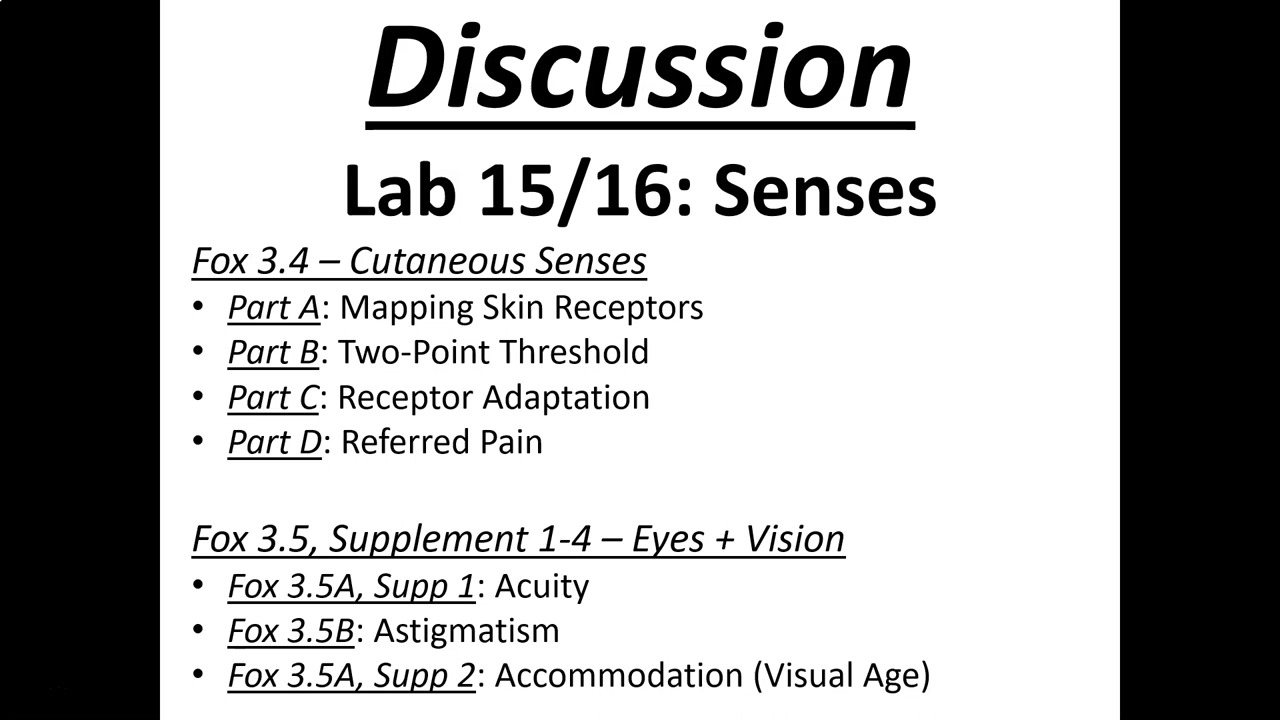 Discussion
Lab 15/16: Senses
Fox 3.4 – Cutaneous Senses
• Part A: Mapping Skin Receptors
• Part B: Two-Point Threshold
• Part C: Receptor Adaptation
• Part D: Referred Pain
Fox 3.5, Supplement 1-4 – Eyes + Vision
• Fox 3.5A, Supp 1: Acuity
• Fox 3.5B: Astigmatism
• Fox 3.5A, Supp 2: Accommodation (Visual Age)